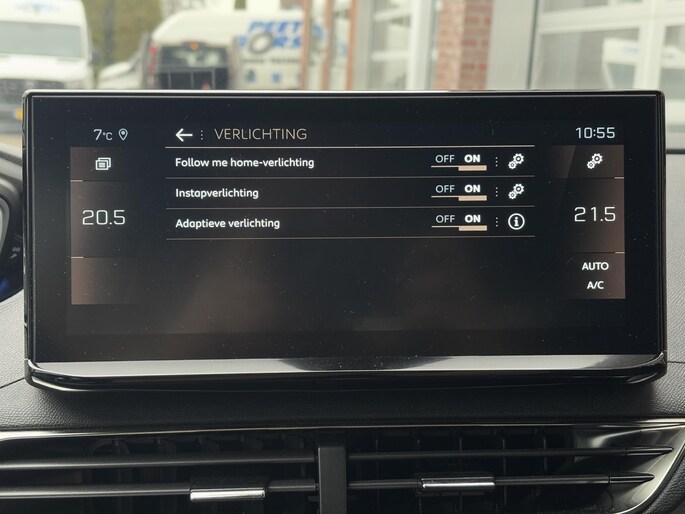 7°C
VERLICHTING
10:55
Follow me home-verlichting OFF ON
Instapverlichting OFF ON
Adaptieve verlichting OFF ON
20.5
21.5
AUTO
A/C